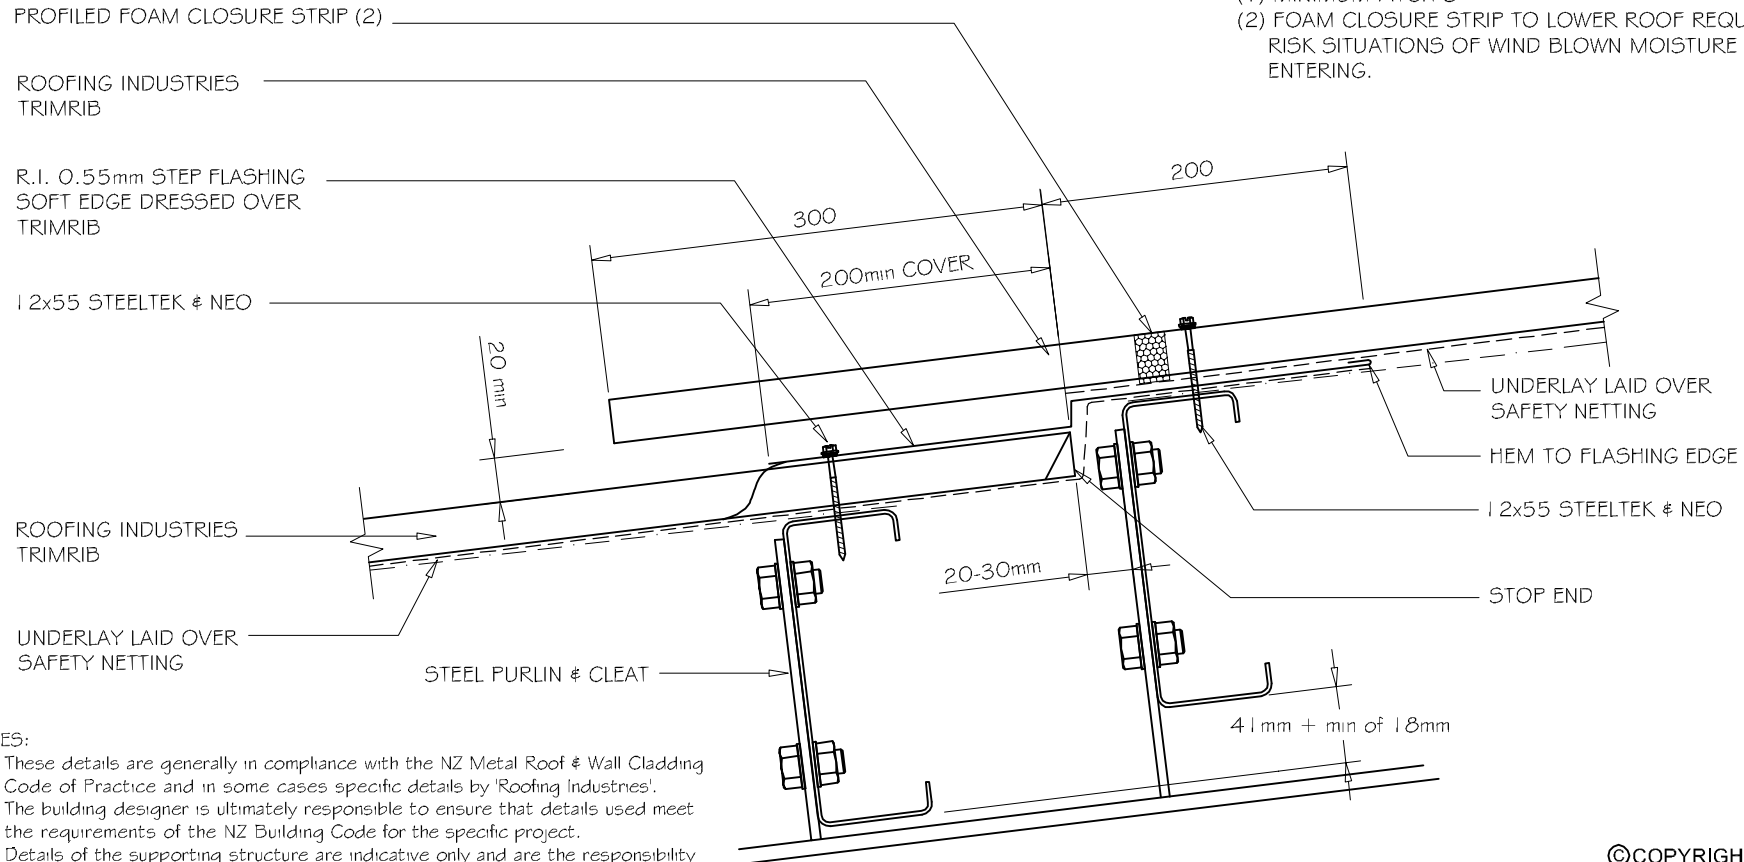 PROFILED FOAM CLOSURE STRIP (2)
(2) FOAM CLOSURE STRIP TO LOWER ROOF REQU
RISK SITUATIONS OF WIND BLOWN MOISTURE
ENTERING.
ROOFING INDUSTRIES
TRIMRIB
R.I. 0.55mm STEP FLASHING
SOFT EDGE DRESSED OVER
TRIMRIB
12x55 STEELTEK & NEO
200
300
200min COVER
20 mm
UNDERLAY LAID OVER
SAFETY NETTING
HEM TO FLASHING EDGE
12x55 STEELTEK & NEO
ROOFING INDUSTRIES
TRIMRIB
20-30mm
STOP END
UNDERLAY LAID OVER
SAFETY NETTING
STEEL PURLIN & CLEAT
41mm + min of 18mm
ES:
These details are generally in compliance with the NZ Metal Roof & Wall Cladding
Code of Practice and in some cases specific details by 'Roofing Industries'.
The building designer is ultimately responsible to ensure that details used meet
the requirements of the NZ Building Code for the specific project.
Details of the supporting structure are indicative only and are the responsibility
©COPYRIGH